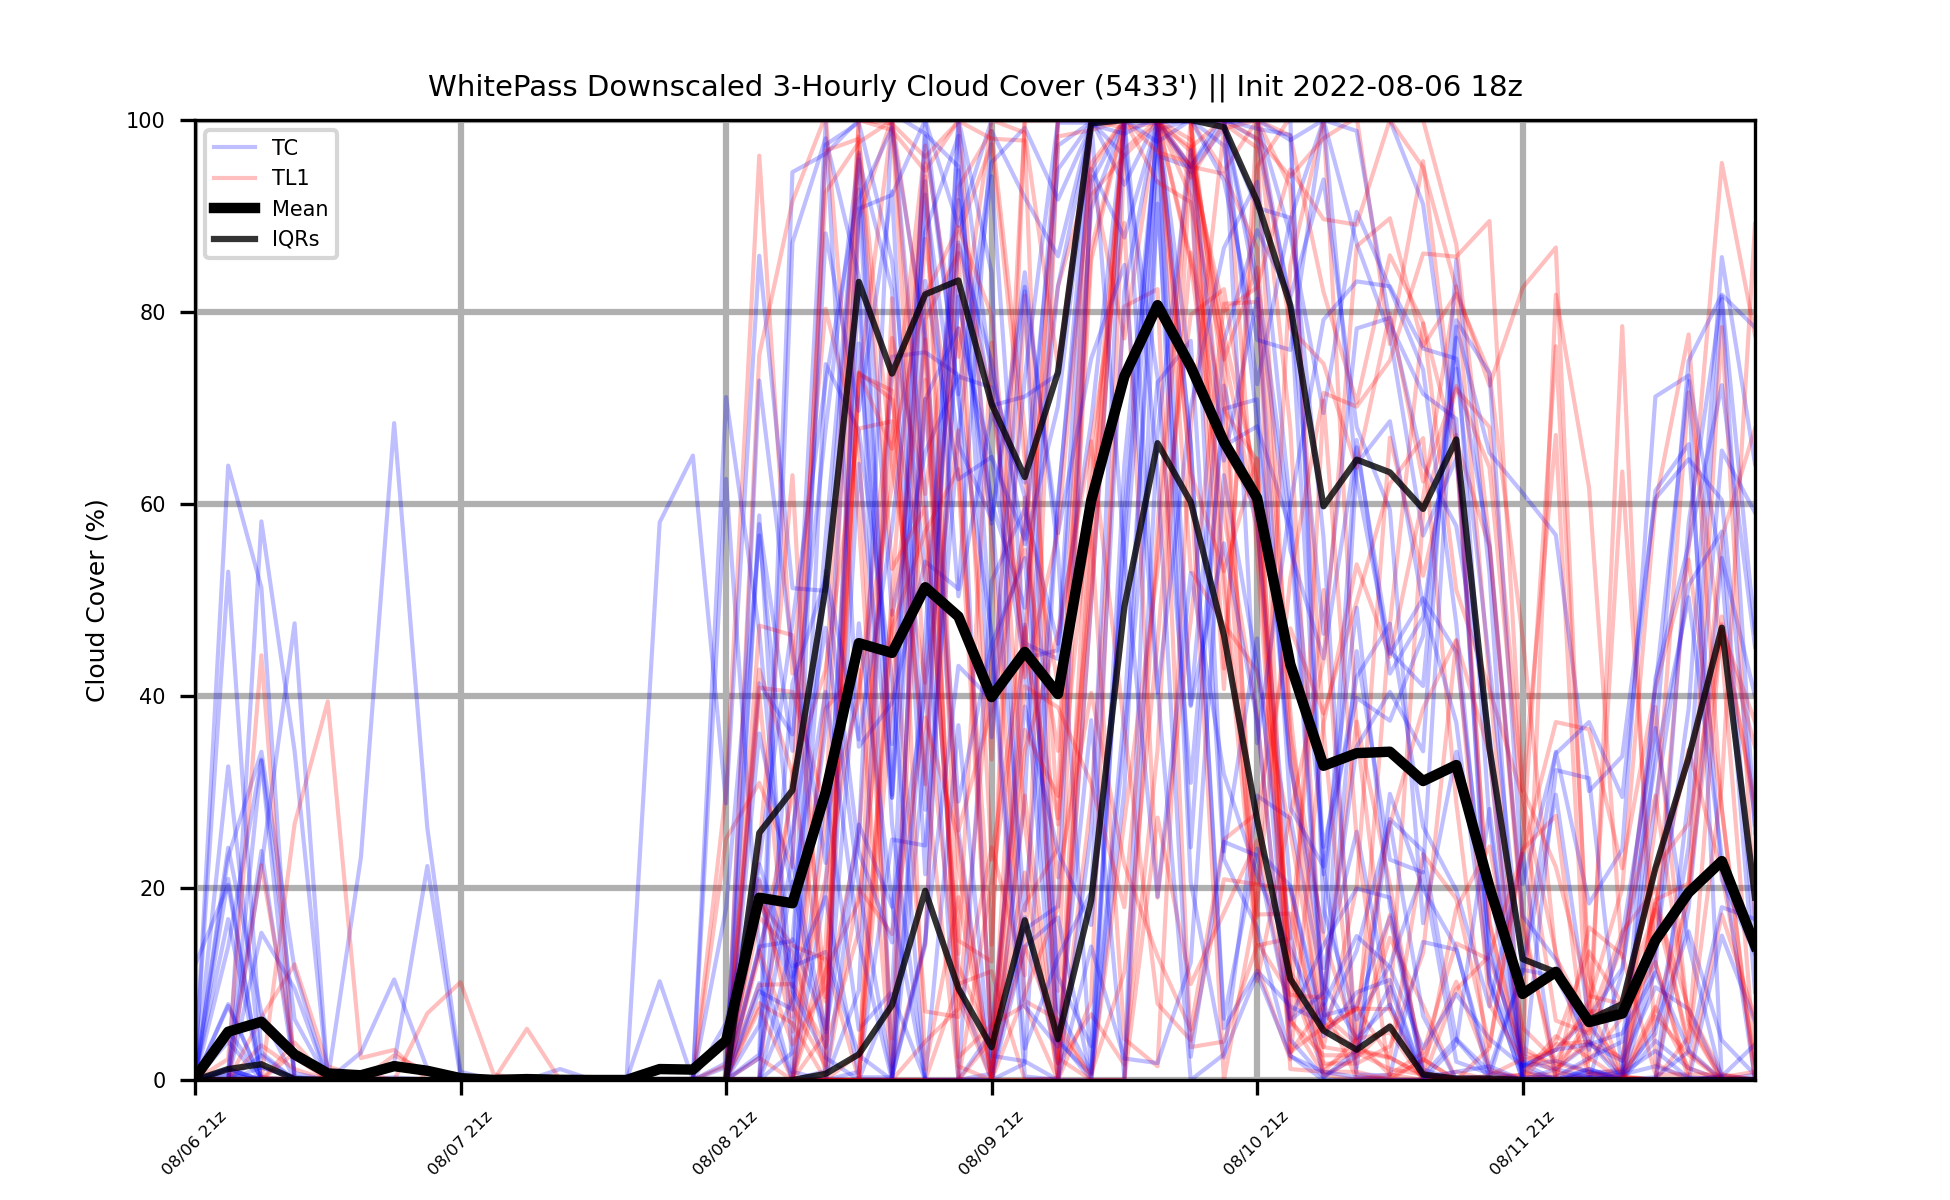 WhitePass Downscaled 3-Hourly Cloud Cover (5433') || Init 2022-08-06 18z
Cloud Cover (%)
100
80
60
40
20
0
TC
TL1
Mean
IQRs
08/06 21z
08/07 21z
08/08 21z
08/09 21z
08/10 21z
08/11 21z